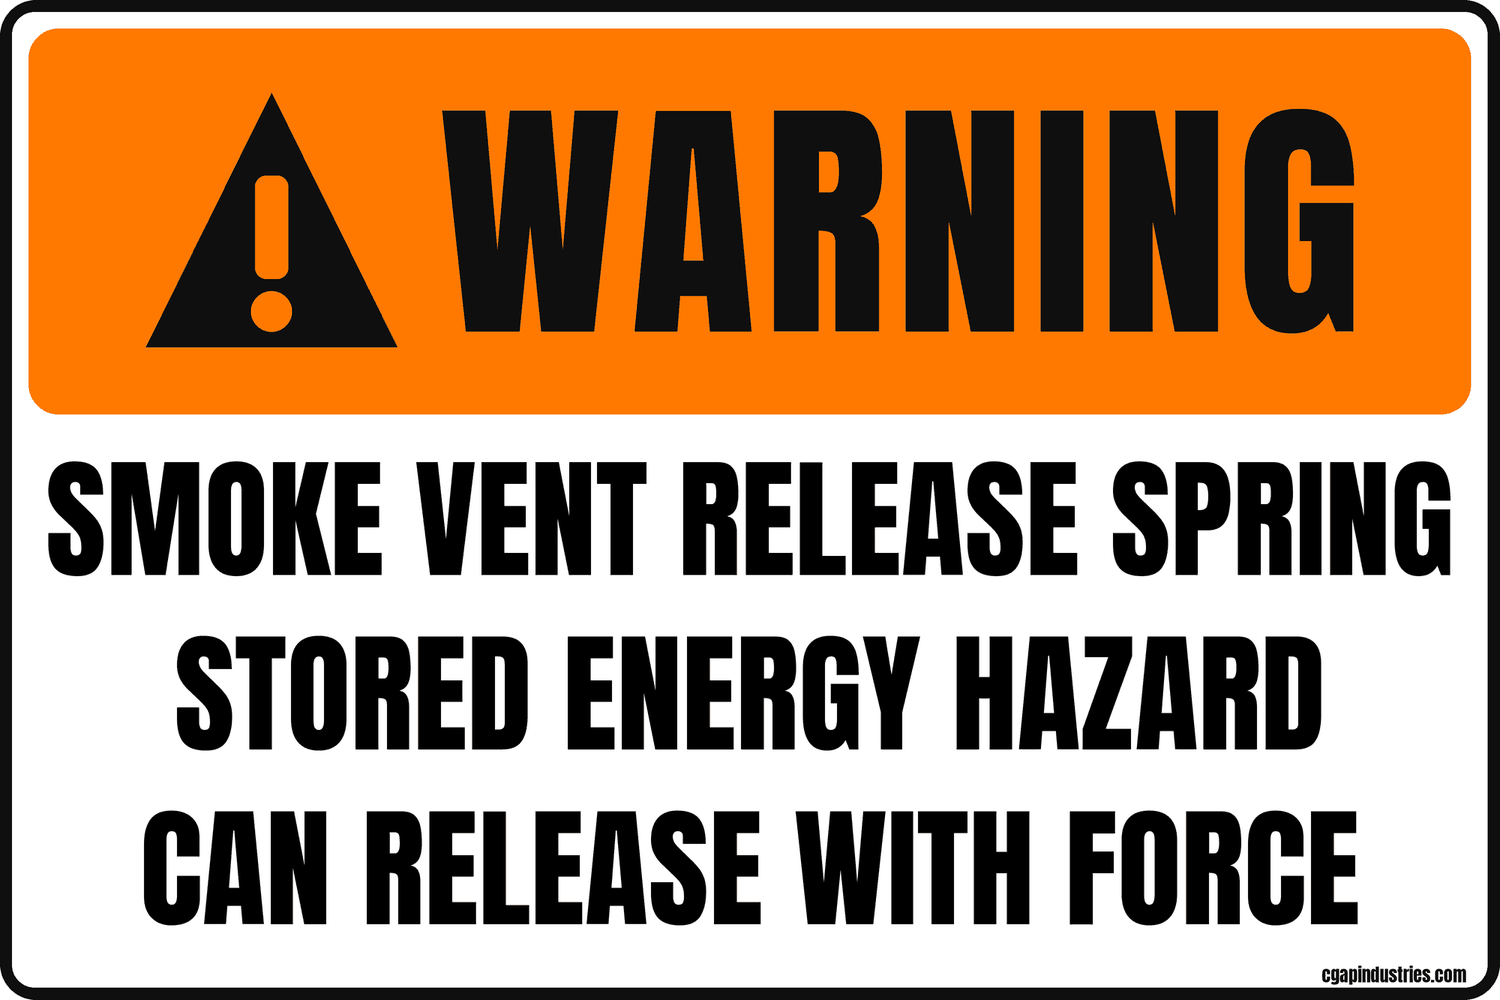 WARNING
SMOKE VENT RELEASE SPRING
STORED ENERGY HAZARD
CAN RELEASE WITH FORCE
cgapindustries.com